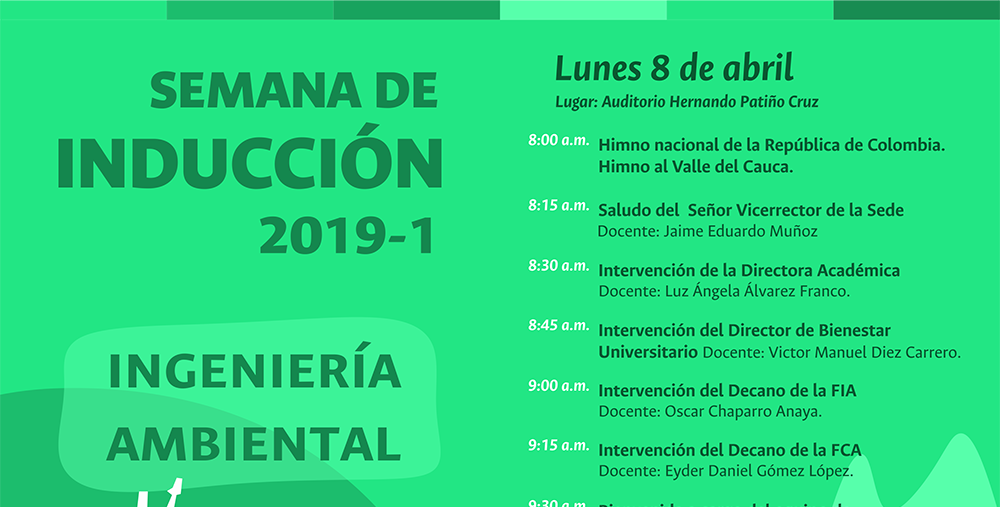 SEMANA DE
INDUCCIÓN
2019-1
INGENIERÍA
AMBIENTAL
Lunes 8 de abril
Lugar: Auditorio Hernando Patiño Cruz
8:00 a.m. Himno nacional de la República de Colombia.
Himno al Valle del Cauca.
8:15 a.m. Saludo del Señor Vicerrector de la Sede
Docente: Jaime Eduardo Muñoz
8:30 a.m. Intervención de la Directora Académica
Docente: Luz Ángela Álvarez Franco.
8:45 a.m. Intervención del Director de Bienestar
Universitario Docente: Victor Manuel Diez Carrero.
9:00 a.m. Intervención del Decano de la FIA
Docente: Oscar Chaparro Anaya.
9:15 a.m. Intervención del Decano de la FCA
Docente: Eyder Daniel Gómez López.
9:30 a.m.